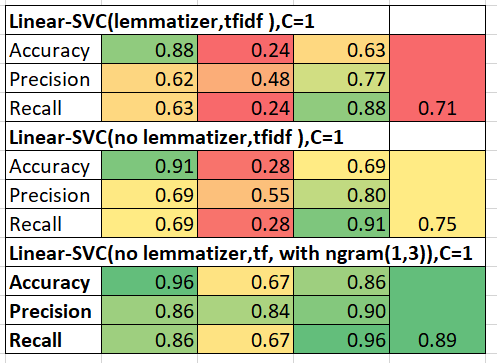 Linear-SVC(lemmatizer,tfidf ),C=1
Accuracy 0.88 0.24 0.63
Precision 0.62 0.48 0.77
Recall 0.63 0.24 0.88 0.71
Linear-SVC(no lemmatizer,tfidf ),C=1
Accuracy 0.91 0.28 0.69
Precision 0.69 0.55 0.80
Recall 0.69 0.28 0.91 0.75
Linear-SVC(no lemmatizer,tf, with ngram(1,3)),C=1
Accuracy 0.96 0.67 0.86
Precision 0.86 0.84 0.90
Recall 0.86 0.67 0.96 0.89